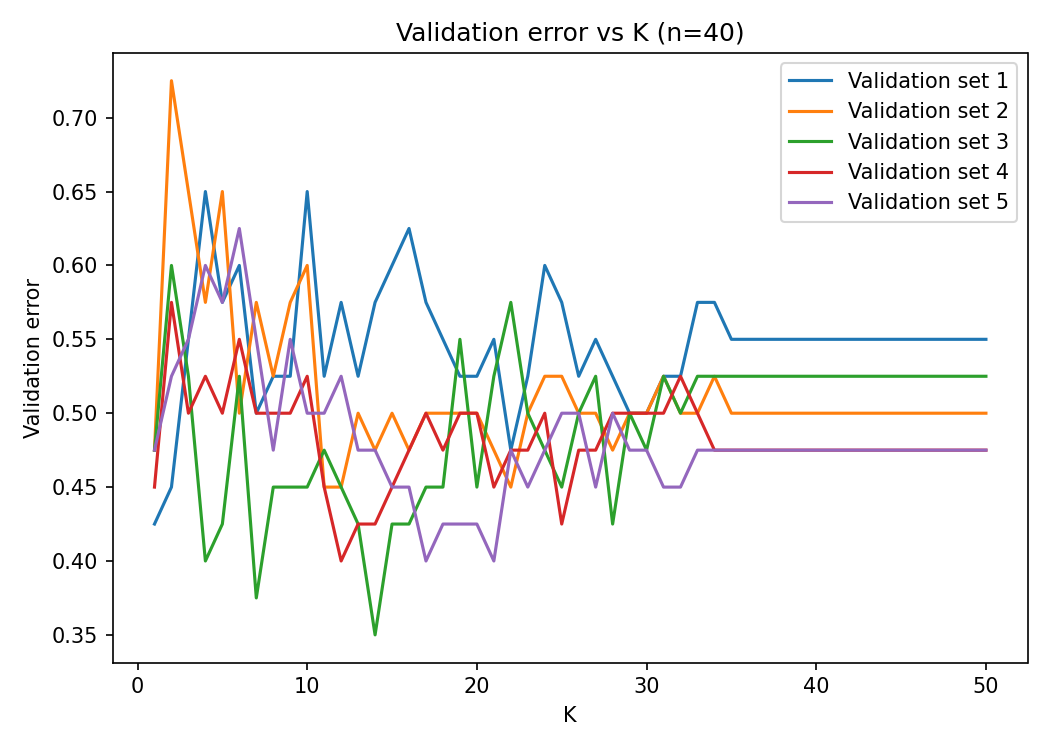 Validation error vs K (n=40)
Validation error
0.70
0.65
0.60
0.55
0.50
0.45
0.40
0.35
Validation set 1
Validation set 2
Validation set 3
Validation set 4
Validation set 5
0 10 20 30 40 50
K